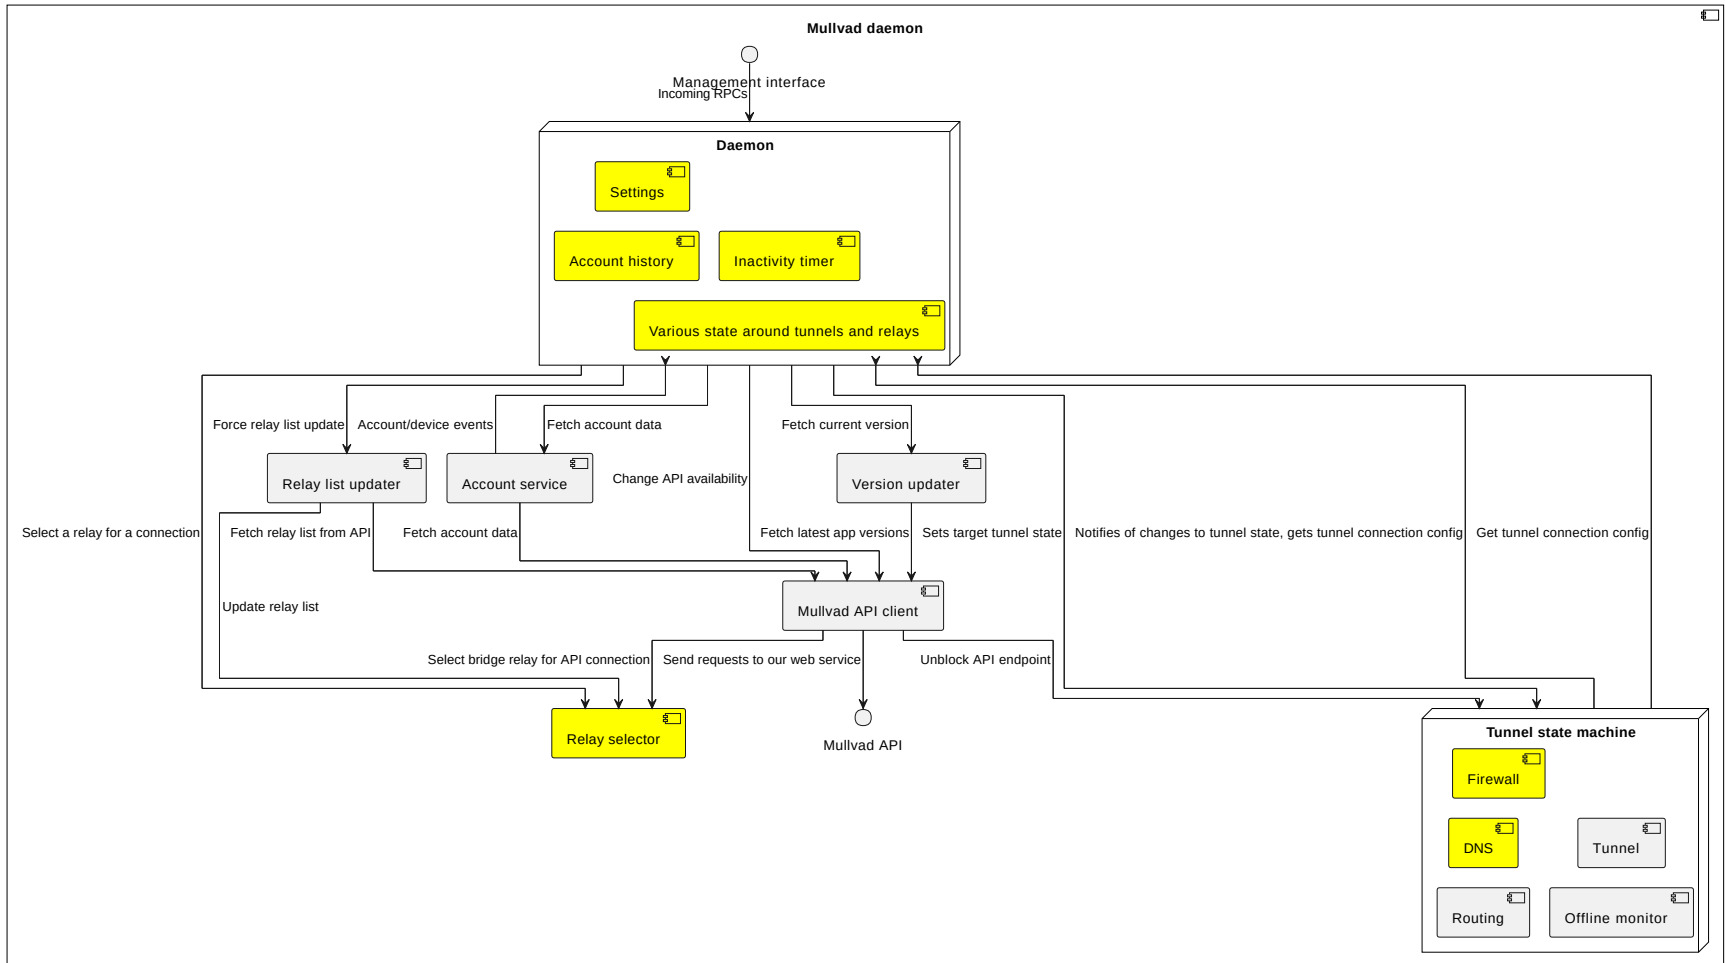 Mullvad daemon
Management interface
Incoming RPCs
Daemon
Settings
Account history
Inactivity timer
Various state around tunnels and relays
Force relay list update
Account/device events
Fetch account data
Fetch current version
Change API availability
Relay list updater
Account service
Version updater
Select a relay for a connection
Fetch relay list from API
Fetch account data
Fetch latest app versions
Sets target tunnel state
Notifies of changes to tunnel state, gets tunnel connection config
Get tunnel connection config
Update relay list
Mullvad API client
Select bridge relay for API connection
Send requests to our web service
Unblock API endpoint
Relay selector
Mullvad API
Tunnel state machine
Firewall
DNS
Tunnel
Routing
Offline monitor